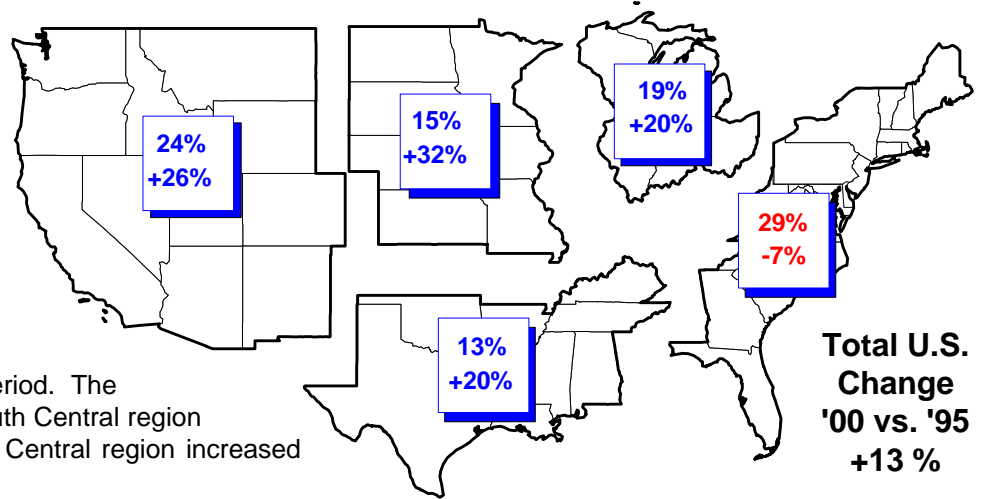 19%
+20%
15%
+32%
24%
+26%
29%
-7%
13%
+20%
Total U.S.
Change
'00 vs. '95
+13 %
eriod. The
uth Central region
Central region increased